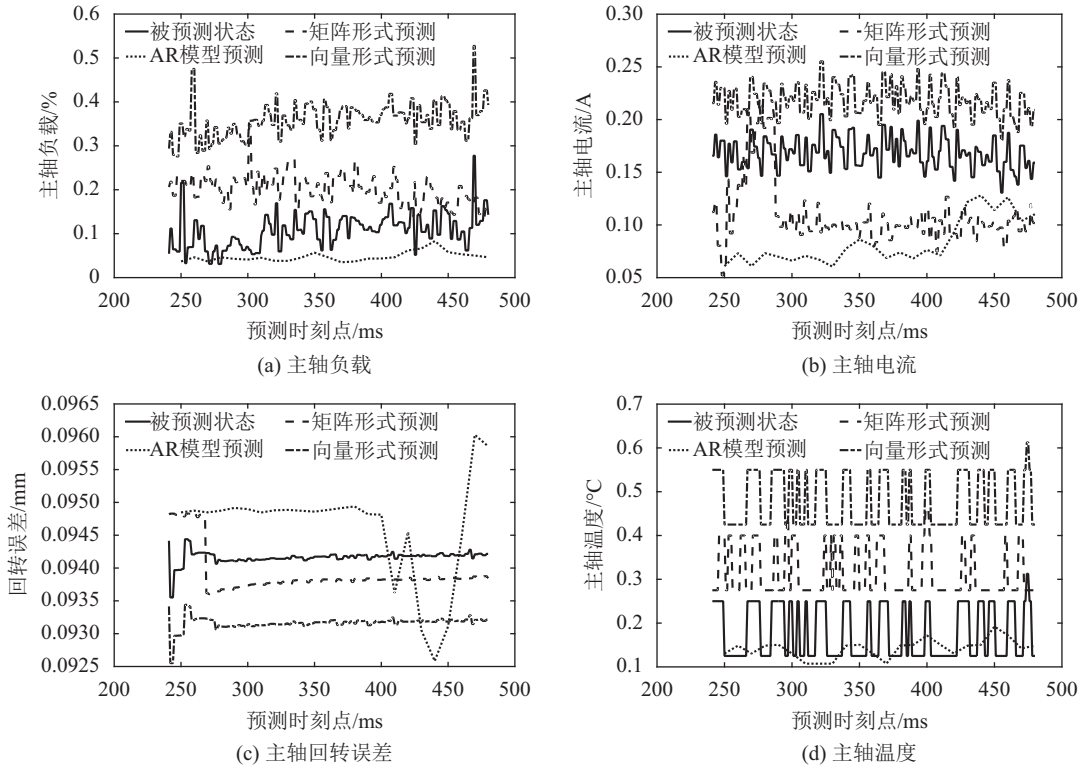 被预测状态 矩阵形式预测
AR模型预测 向量形式预测
0.6
0.5
0.4
0.3
0.2
0.1
0
主轴负载/%
200 250 300 350 400 450 500
预测时刻点/ms
(a) 主轴负载
被预测状态 矩阵形式预测
AR模型预测 向量形式预测
0.30
0.25
0.20
0.15
0.10
0.05
主轴电流/A
200 250 300 350 400 450 500
预测时刻点/ms
(b) 主轴电流
被预测状态 矩阵形式预测
AR模型预测 向量形式预测
0.0965
0.0960
0.0955
0.0950
0.0945
0.0940
0.0935
0.0930
0.0925
回转误差/mm
200 250 300 350 400 450 500
预测时刻点/ms
(c) 主轴回转误差
被预测状态 矩阵形式预测
AR模型预测 向量形式预测
0.7
0.6
0.5
0.4
0.3
0.2
0.1
主轴温度/℃
200 250 300 350 400 450 500
预测时刻点/ms
(d) 主轴温度